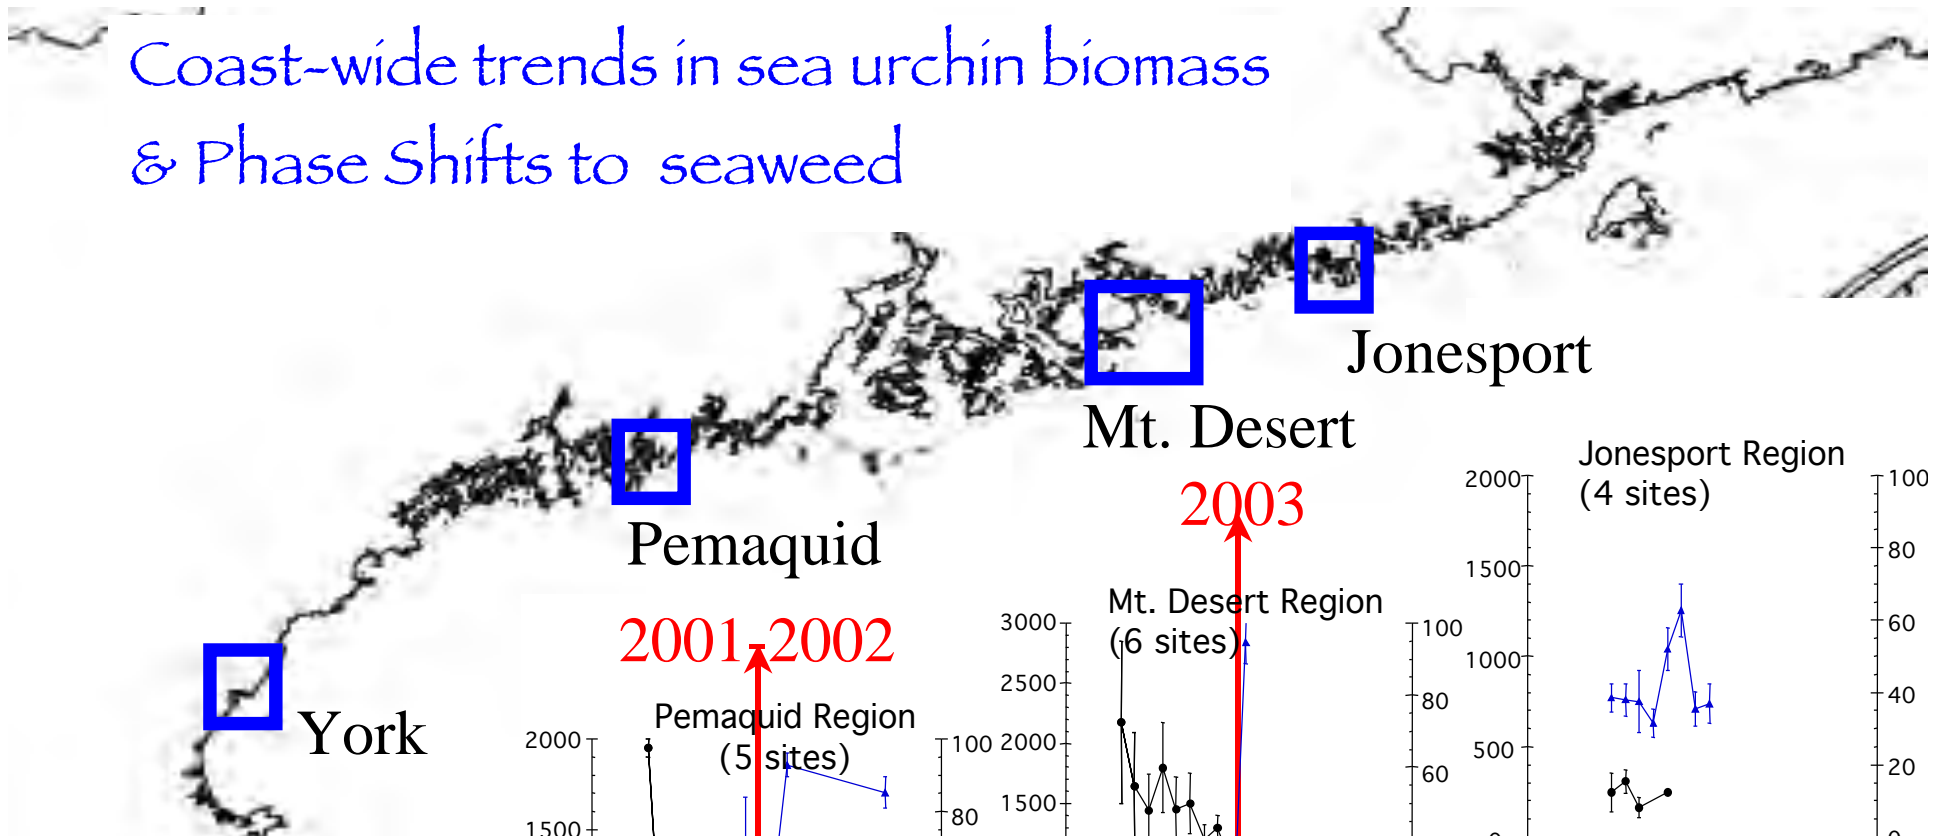 Coast-wide trends in sea urchin biomass
& Phase Shifts to seaweed
Jonesport
Mt. Desert
Pemaquid
York
2003
2001-2002
Jonesport Region
(4 sites)
2000
1500
1000
500
0
100
80
60
40
20
0
Mt. Desert Region
(6 sites)
3000
2500
2000
1500
100
80
60
Pemaquid Region
(5 sites)
2000
1500
100
80